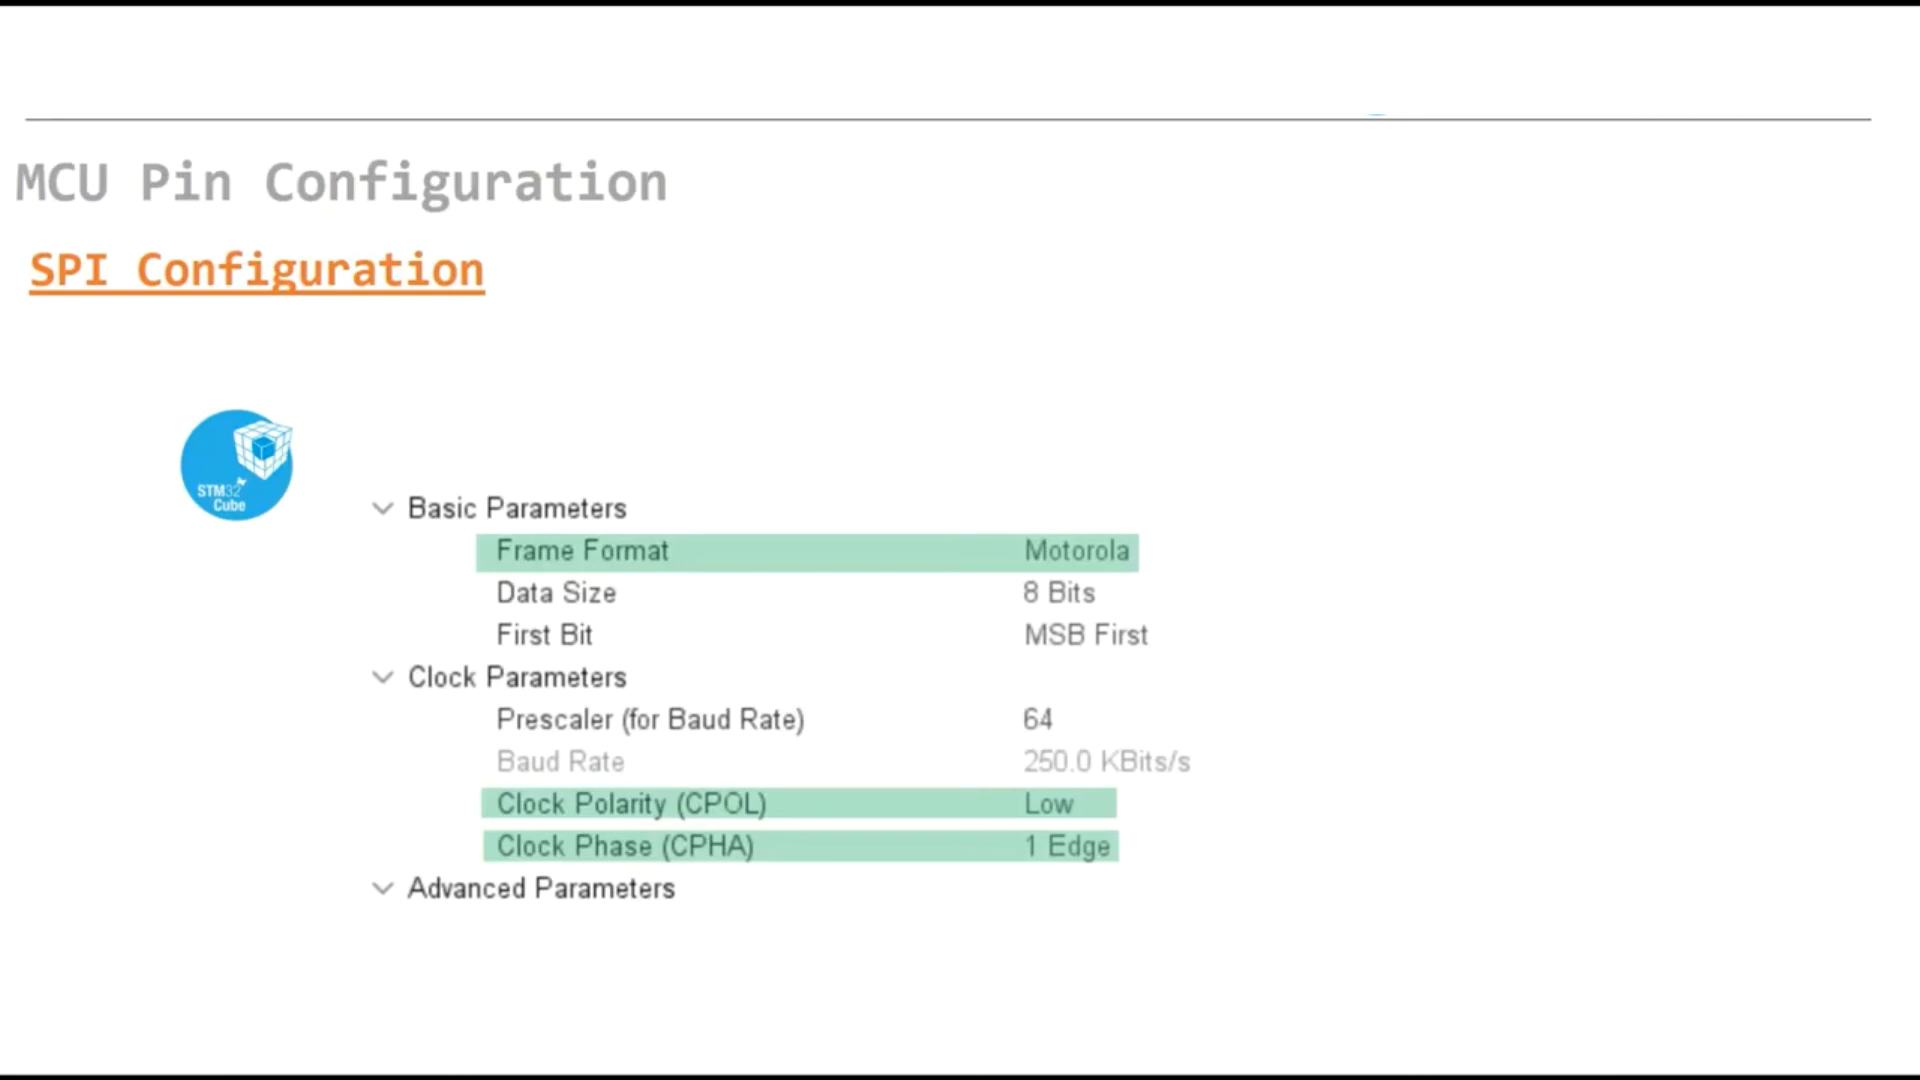 MCU Pin Configuration
SPI Configuration
STM32
Cube
Basic Parameters
Frame Format Motorola
Data Size 8 Bits
First Bit MSB First
Clock Parameters
Prescaler (for Baud Rate) 64
Baud Rate 250.0 KBits/s
Clock Polarity (CPOL) Low
Clock Phase (CPHA) 1 Edge
Advanced Parameters